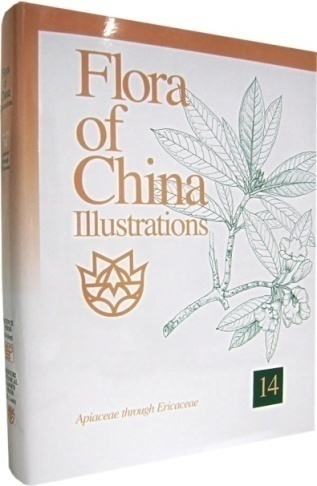 Flora
of
China
Illustrations
14
Apiaceae through Ericaceae